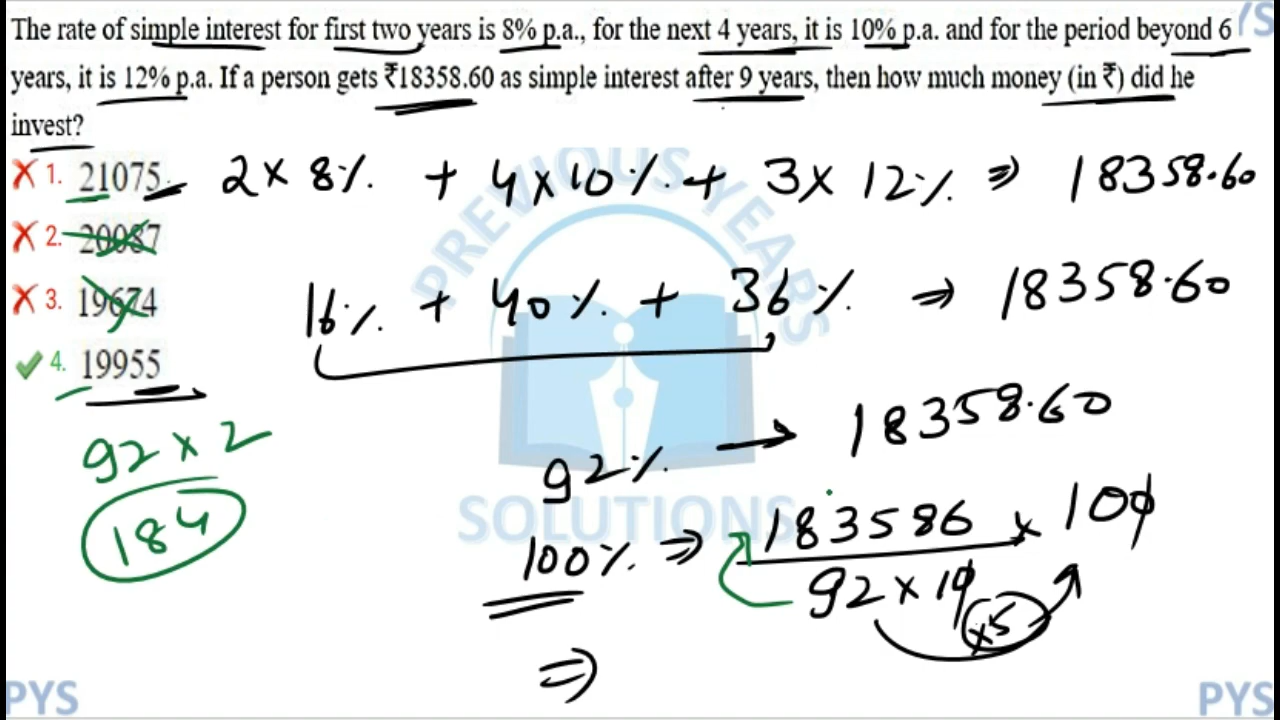 The rate of simple interest for first two years is 8% p.a., for the next 4 years, it is 10% p.a. and for the period beyond 6
years, it is 12% p.a. If a person gets ₹18358.60 as simple interest after 9 years, then how much money (in ₹) did he
invest?
1. 21075
2. 20087
3. 19674
4. 19955
2 × 8% + 4 × 10% + 3 × 12% ⇒ 18358.60
16% + 40% + 36% ⇒ 18358.60
92% → 18358.60
100% ⇒ 183586 × 100
92 × 10
×5
⇒
92 × 2
184
PREVIOUS YEARS
SOLUTIONS
YS
PYS
PYS